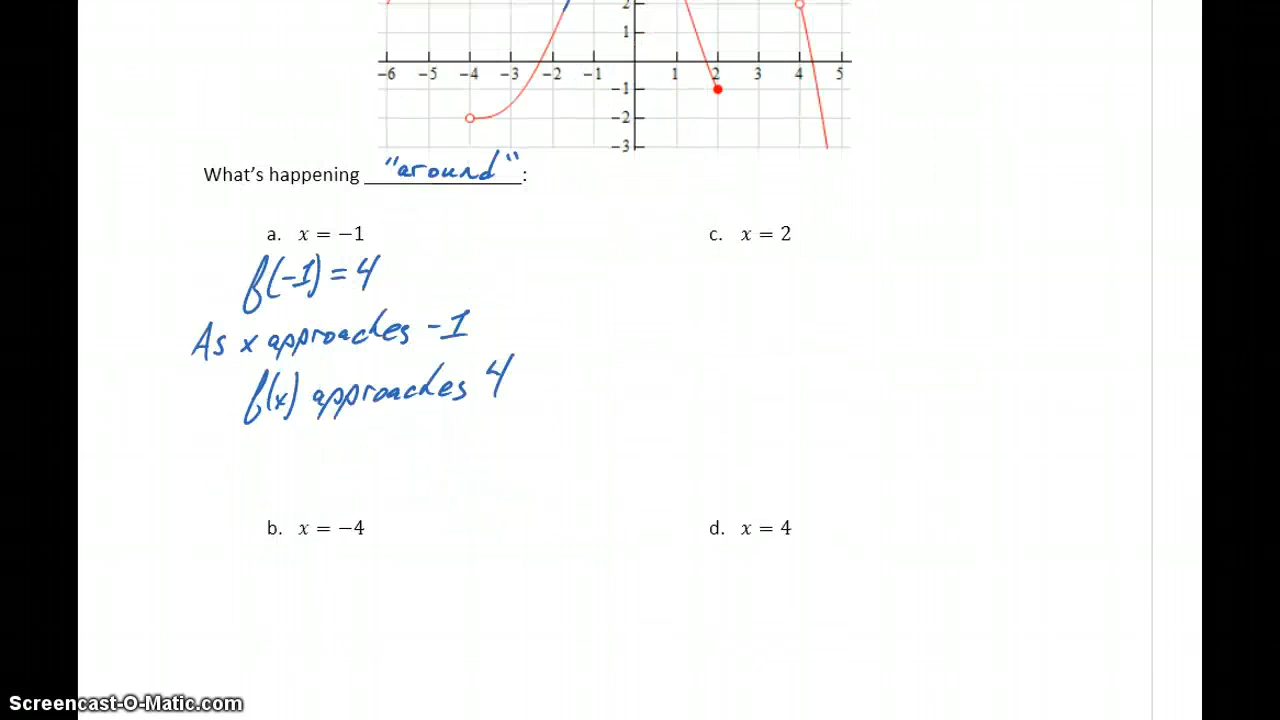 2
1
-6 -5 -4 -3 -2 -1 1 2 3 4 5
-1
-2
-3
What's happening "around":
a. x = −1
f(-1) = 4
As x approaches -1
f(x) approaches 4
c. x = 2
b. x = −4
d. x = 4
Screencast-O-Matic.com